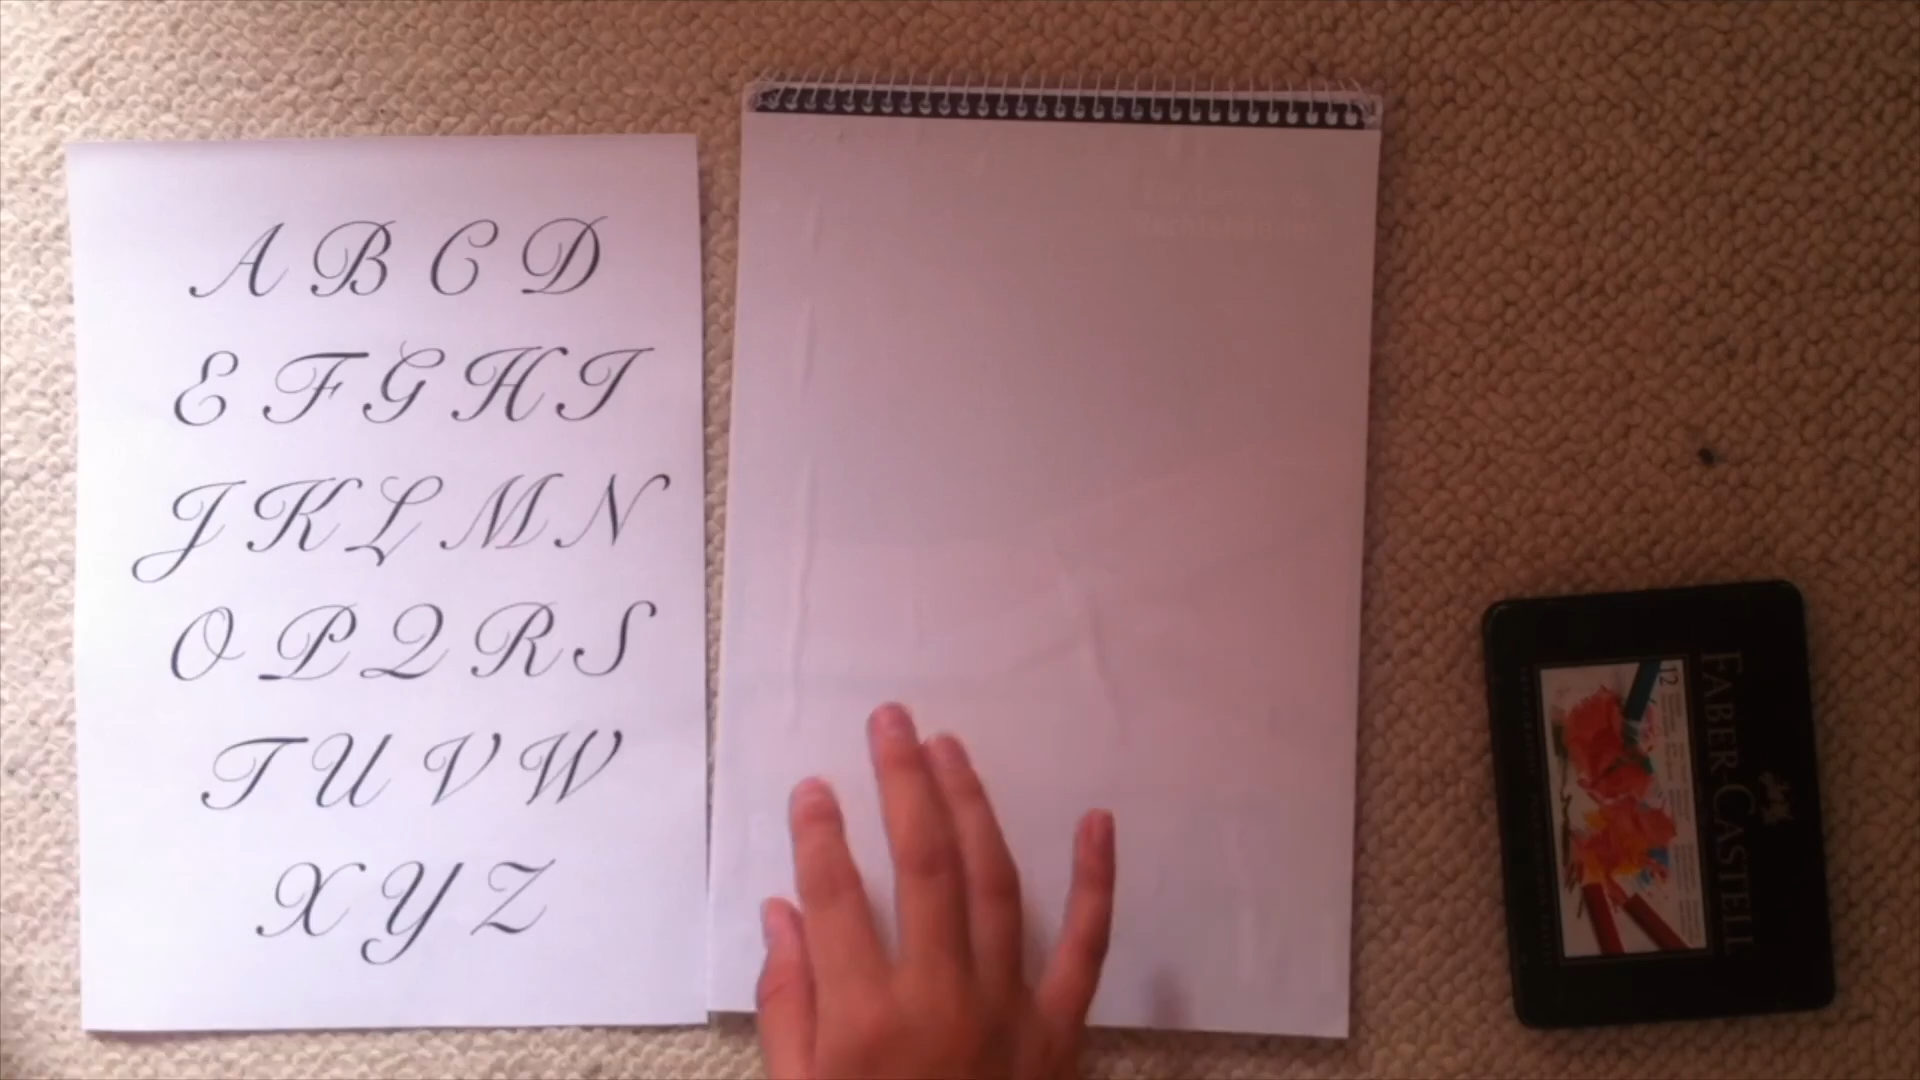 A B C D
E F G H I
J K L M N
O P Q R S
T U V W
X Y Z
FABER-CASTELL
12